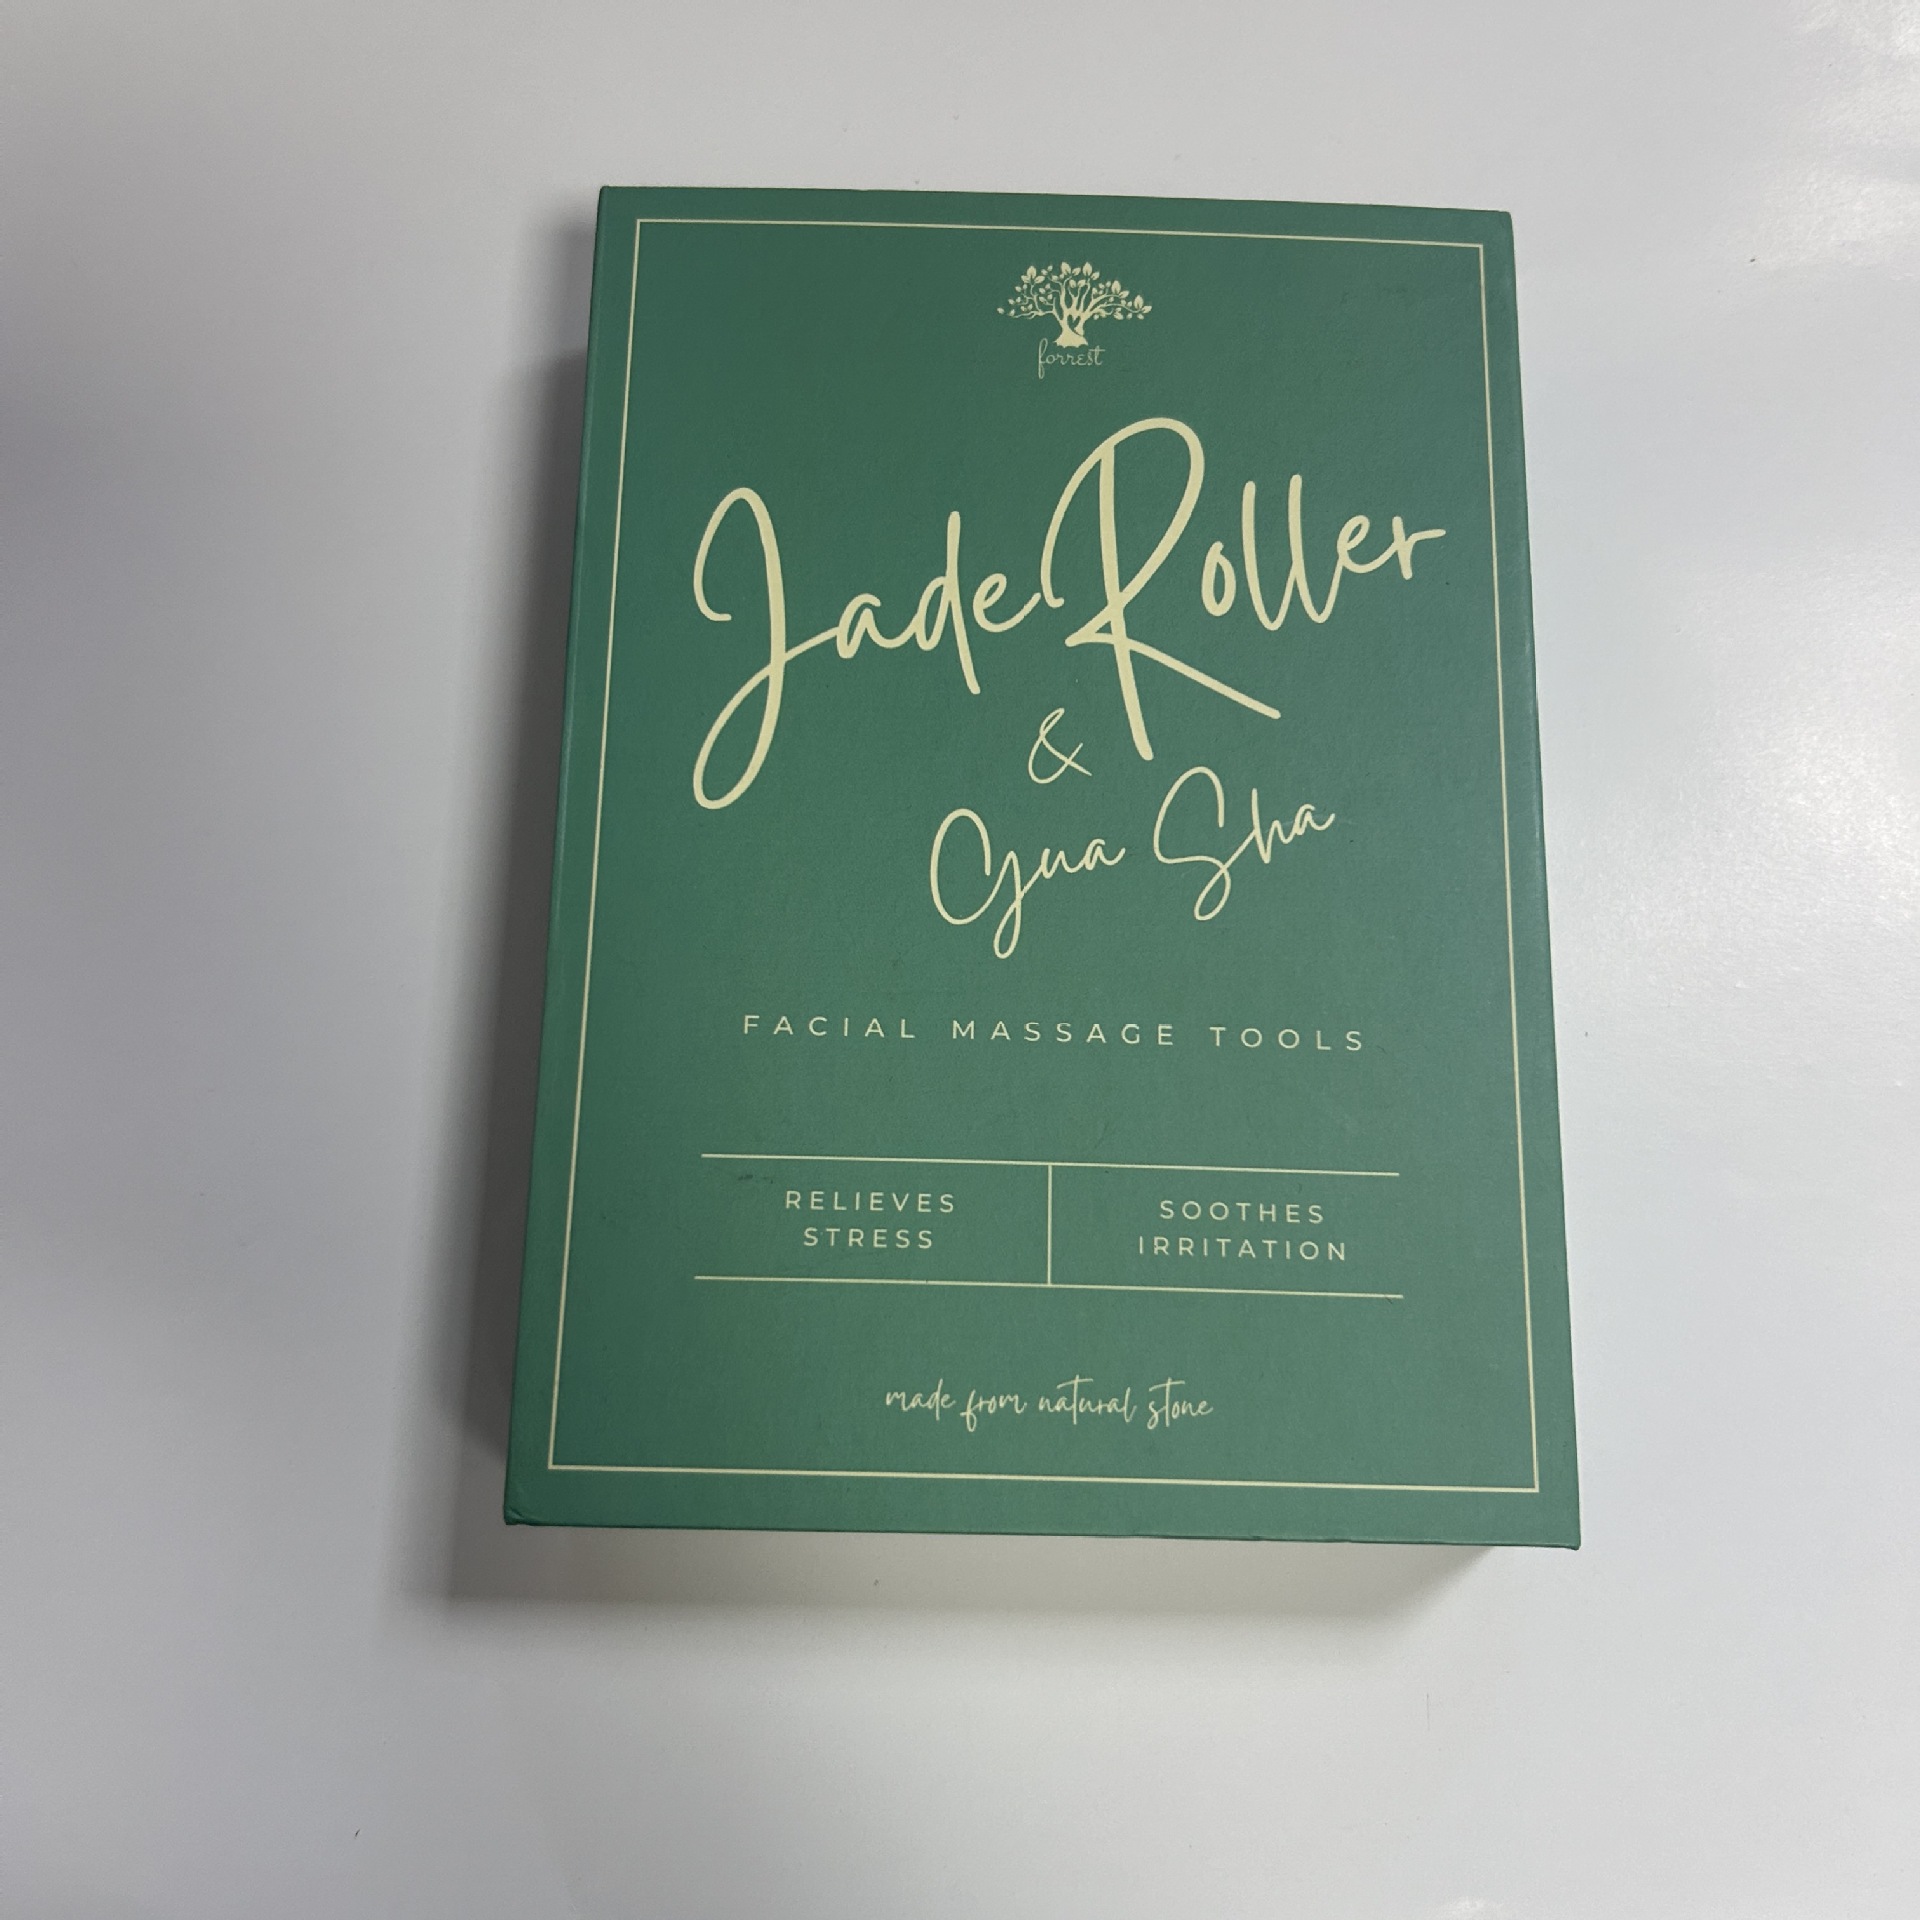 forrest
Jade Roller
&
Gua Sha
FACIAL MASSAGE TOOLS
RELIEVES
STRESS
SOOTHES
IRRITATION
made from natural stone